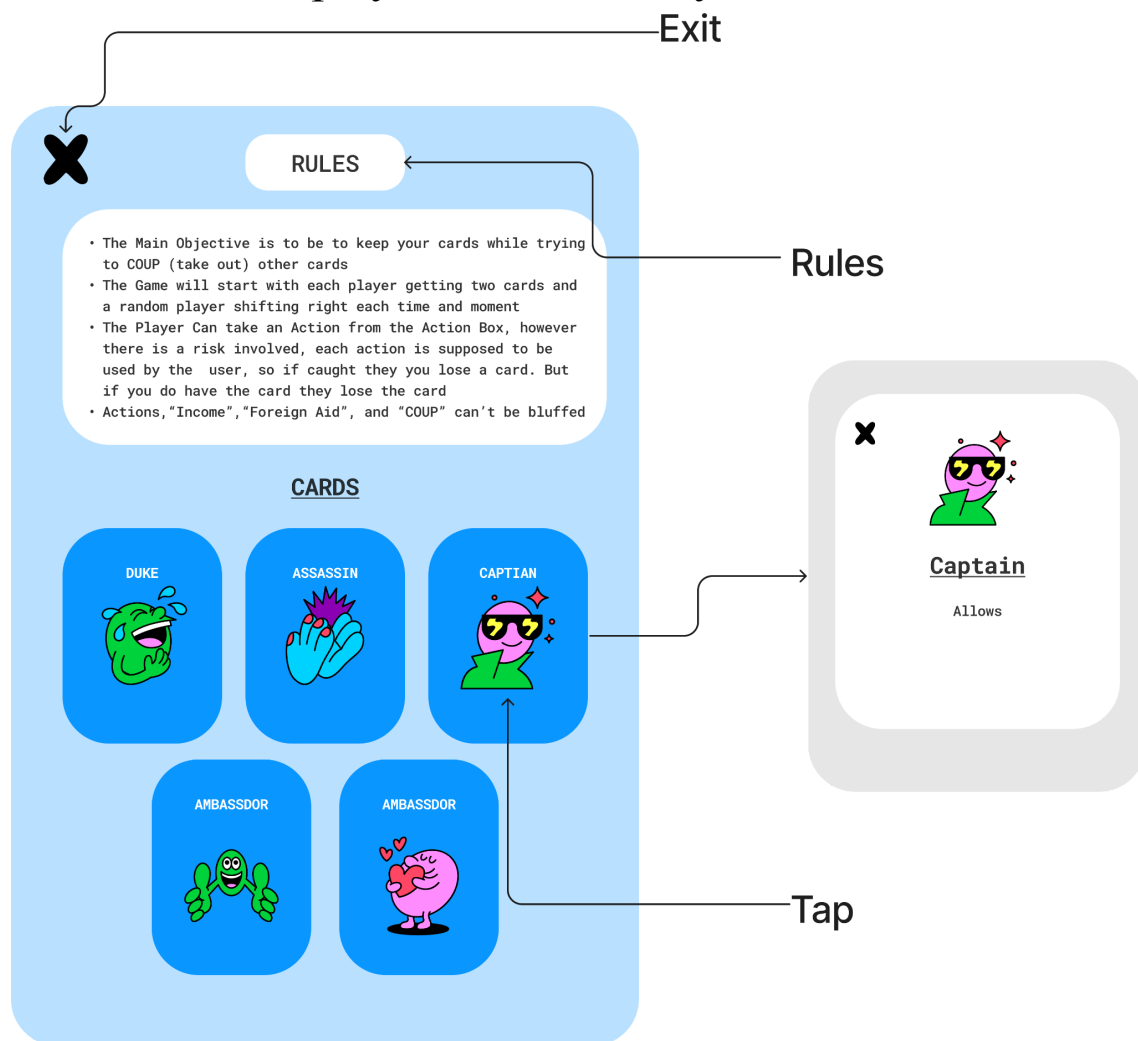 Exit
RULES
• The Main Objective is to be to keep your cards while trying
to COUP (take out) other cards
• The Game will start with each player getting two cards and
a random player shifting right each time and moment
• The Player Can take an Action from the Action Box, however
there is a risk involved, each action is supposed to be
used by the  user, so if caught they you lose a card. But
if you do have the card they lose the card
• Actions,“Income”,“Foreign Aid”, and “COUP” can’t be bluffed
Rules
CARDS
DUKE
ASSASSIN
CAPTIAN
Captain
Allows
AMBASSDOR
AMBASSDOR
Tap